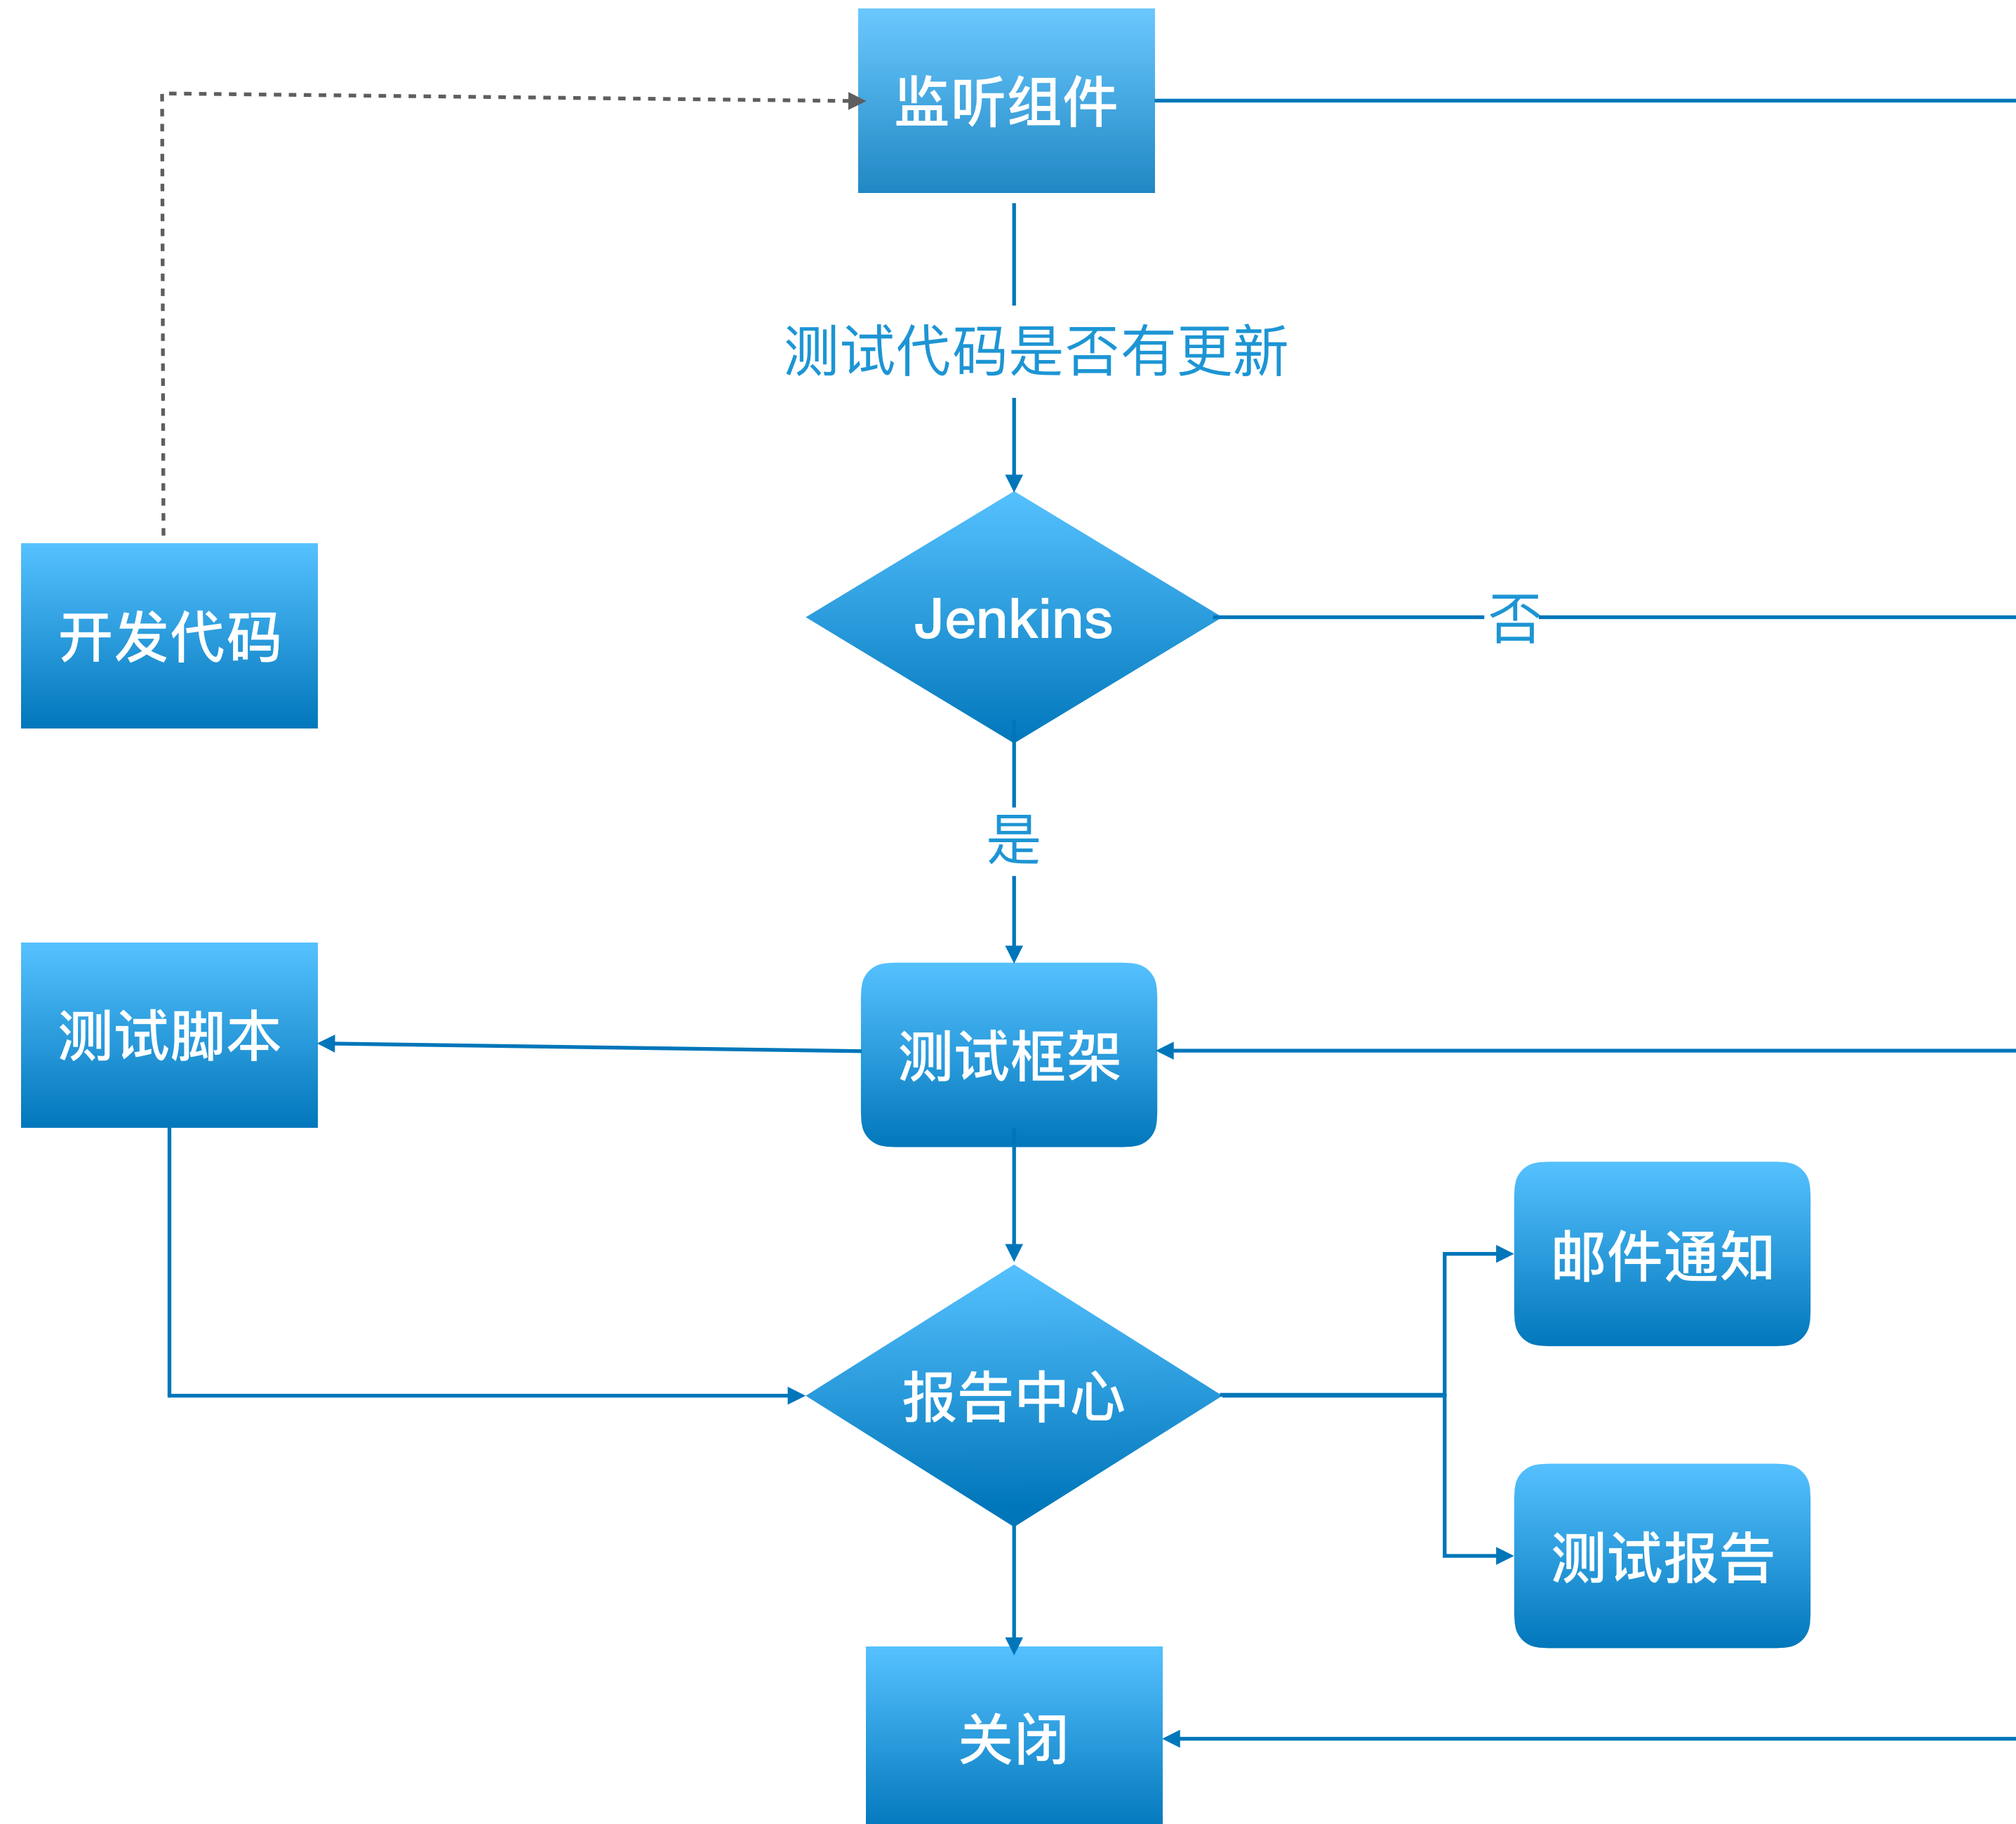 监听组件
测试代码是否有更新
开发代码
Jenkins
否
是
测试脚本
测试框架
邮件通知
报告中心
测试报告
关闭